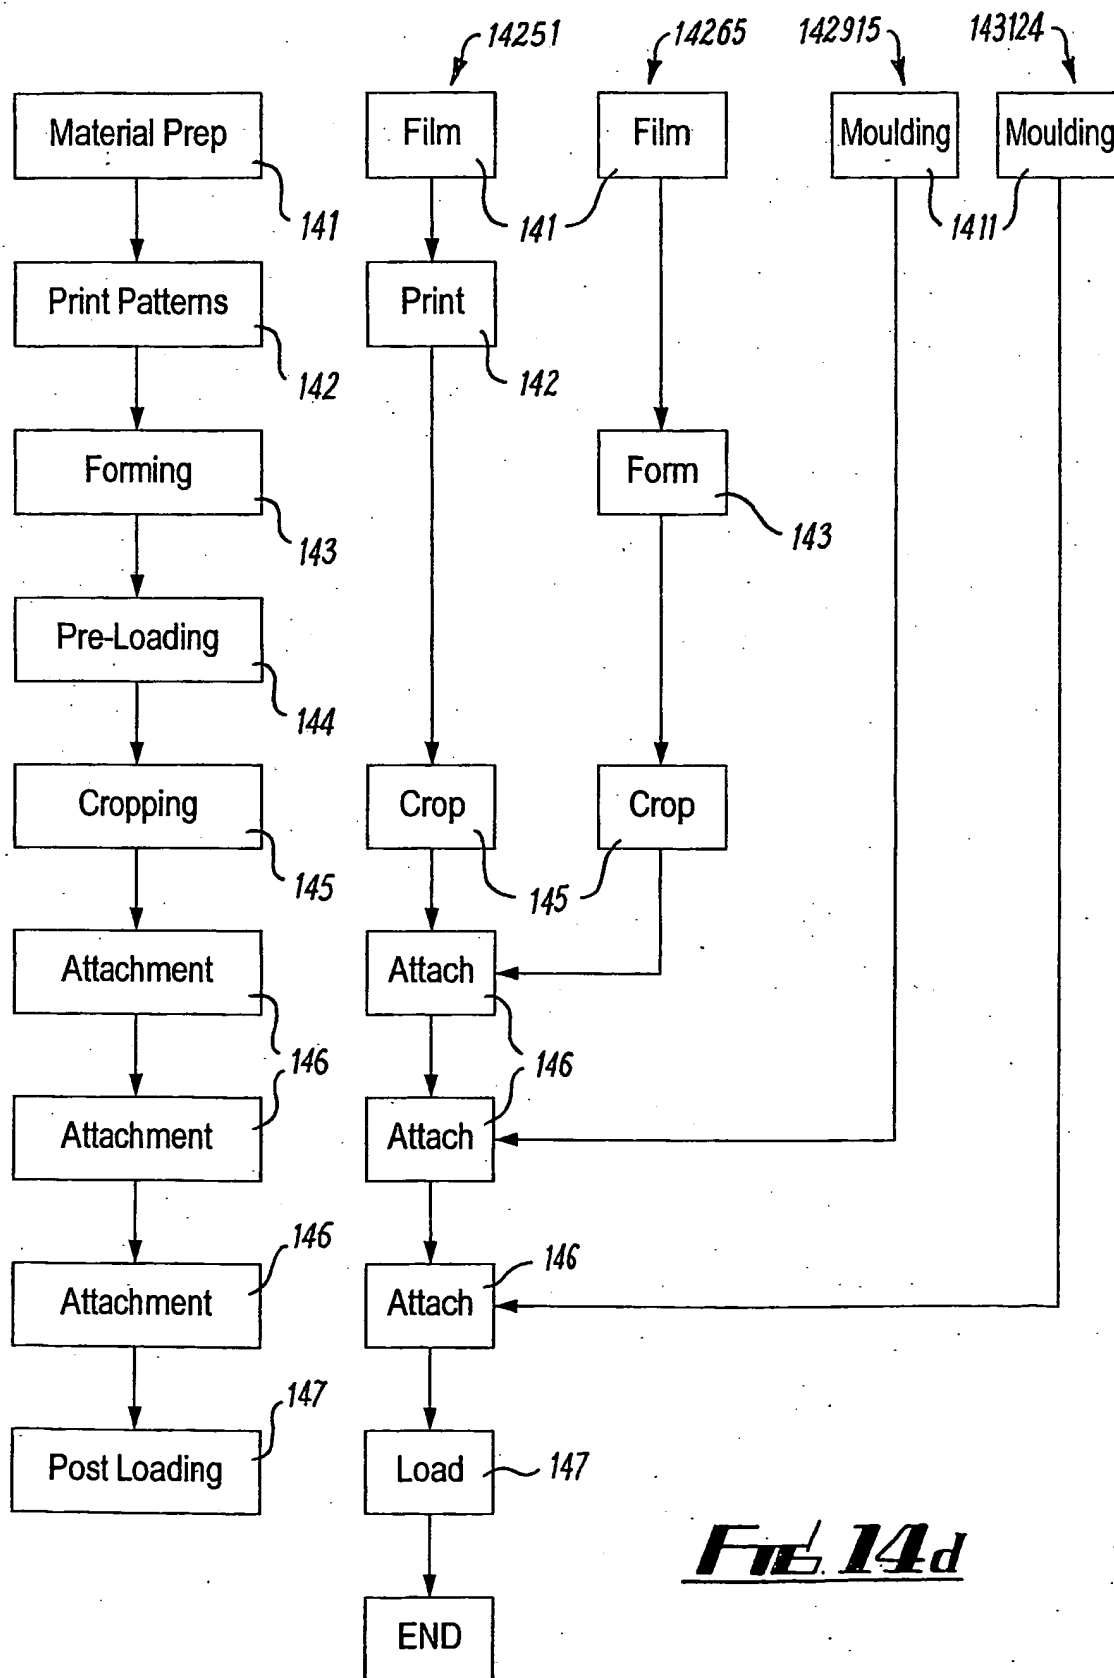 14251 14265 142915 143124
Material Prep Film Film Moulding Moulding
141 141 1411
Print Patterns Print
142 142
Forming Form
143 143
Pre-Loading
144
Cropping Crop Crop
145 145
Attachment Attach
146 146
Attachment Attach
146 146
Attachment Attach
147
Post Loading Load 147
FIG. 14d
END